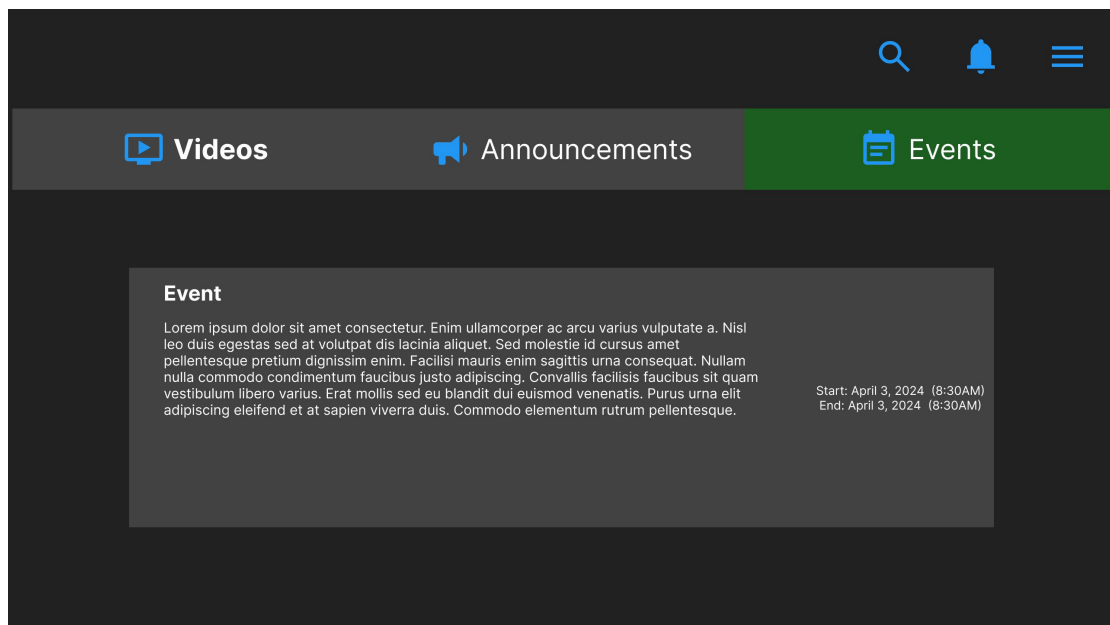 Videos
Announcements
Events
Event
Lorem ipsum dolor sit amet consectetur. Enim ullamcorper ac arcu varius vulputate a. Nisl
leo duis egestas sed at volutpat dis lacinia aliquet. Sed molestie id cursus amet
pellentesque pretium dignissim enim. Facilisi mauris enim sagittis urna consequat. Nullam
nulla commodo condimentum faucibus justo adipiscing. Convallis facilisis faucibus sit quam
vestibulum libero varius. Erat mollis sed eu blandit dui euismod venenatis. Purus urna elit
adipiscing eleifend et at sapien viverra duis. Commodo elementum rutrum pellentesque.
Start: April 3, 2024 (8:30AM)
End: April 3, 2024 (8:30AM)